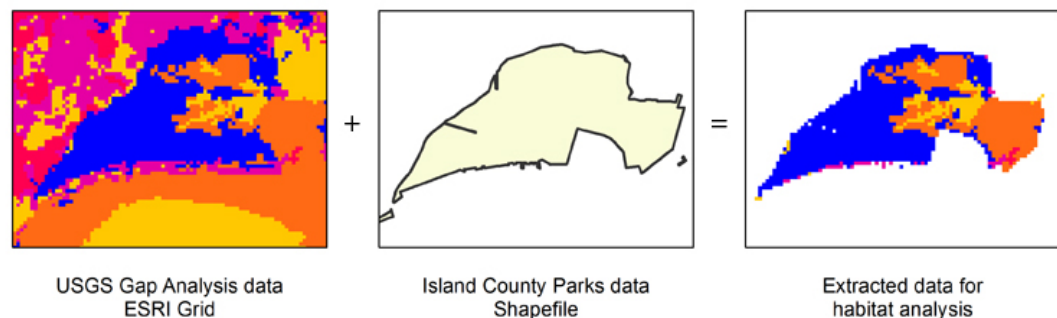 +
=
USGS Gap Analysis data
ESRI Grid
Island County Parks data
Shapefile
Extracted data for
habitat analysis